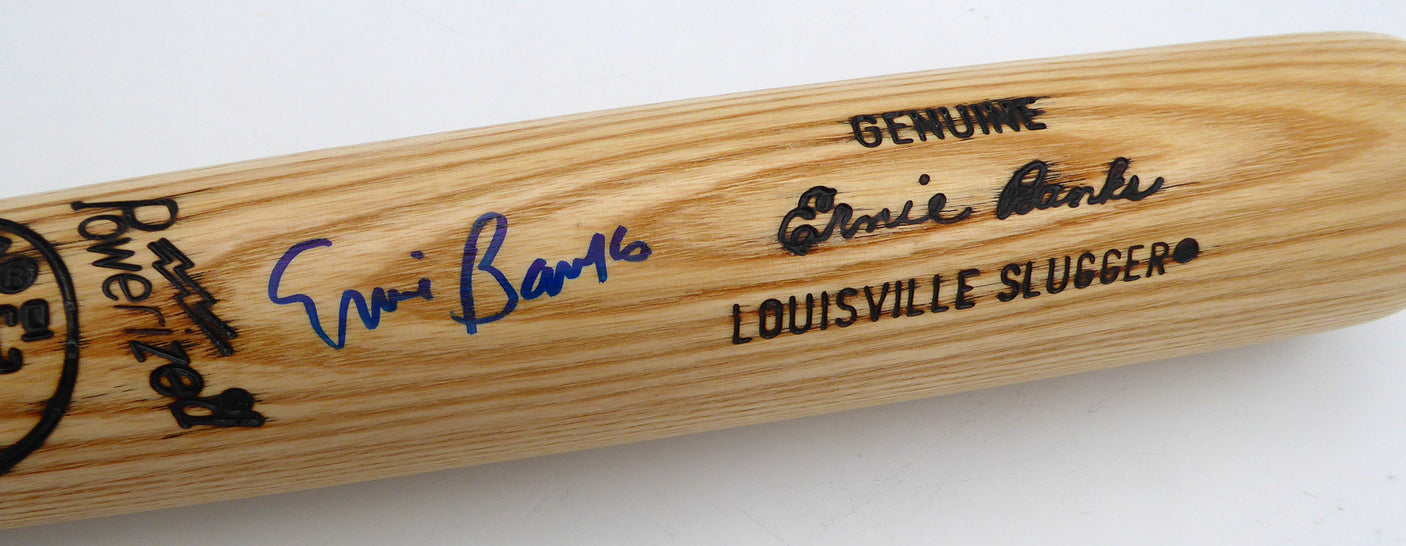 Powerized®
Ernie Banks
GENUINE
Ernie Banks
LOUISVILLE SLUGGER
®